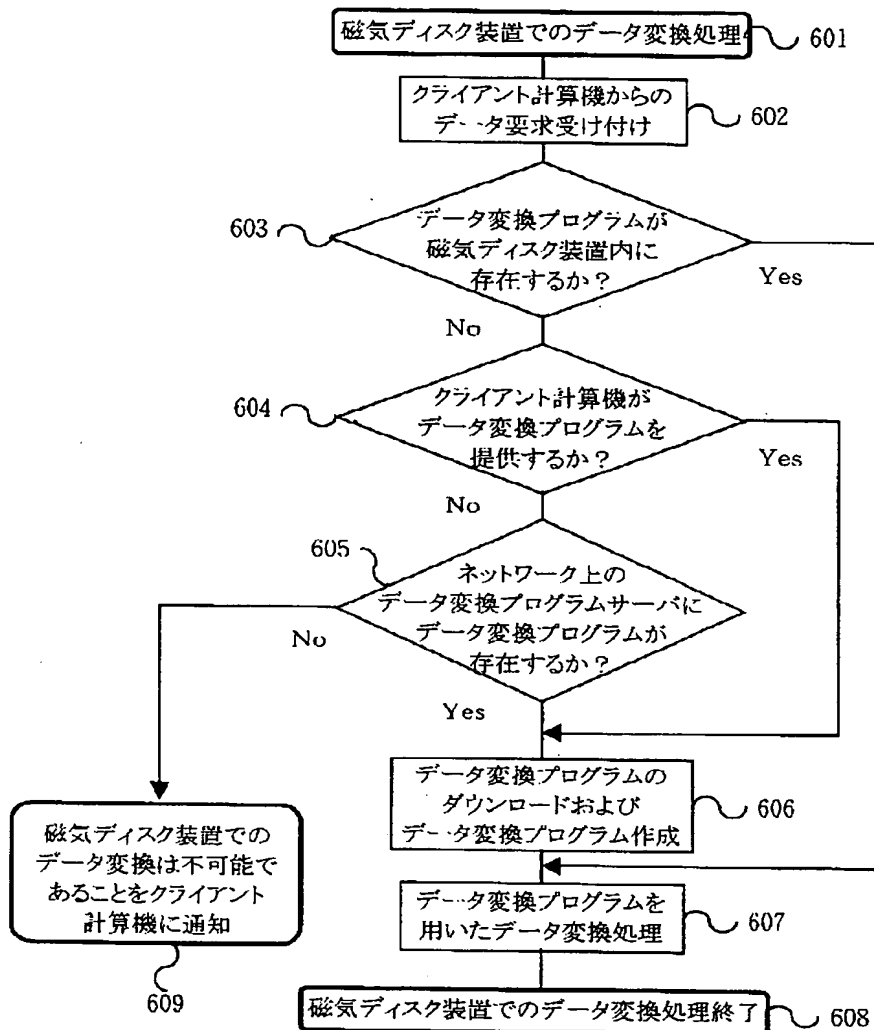 磁気ディスク装置でのデータ変換処理
601
クライアント計算機からの
データ要求受け付け
602
データ変換プログラムが
磁気ディスク装置内に
存在するか？
603
Yes
No
クライアント計算機が
データ変換プログラムを
提供するか？
604
Yes
No
605
ネットワーク上の
データ変換プログラムサーバに
データ変換プログラムが
存在するか？
No
Yes
データ変換プログラムの
ダウンロードおよび
データ変換プログラム作成
606
磁気ディスク装置での
データ変換は不可能で
あることをクライアント
計算機に通知
609
データ変換プログラムを
用いたデータ変換処理
607
磁気ディスク装置でのデータ変換処理終了
608